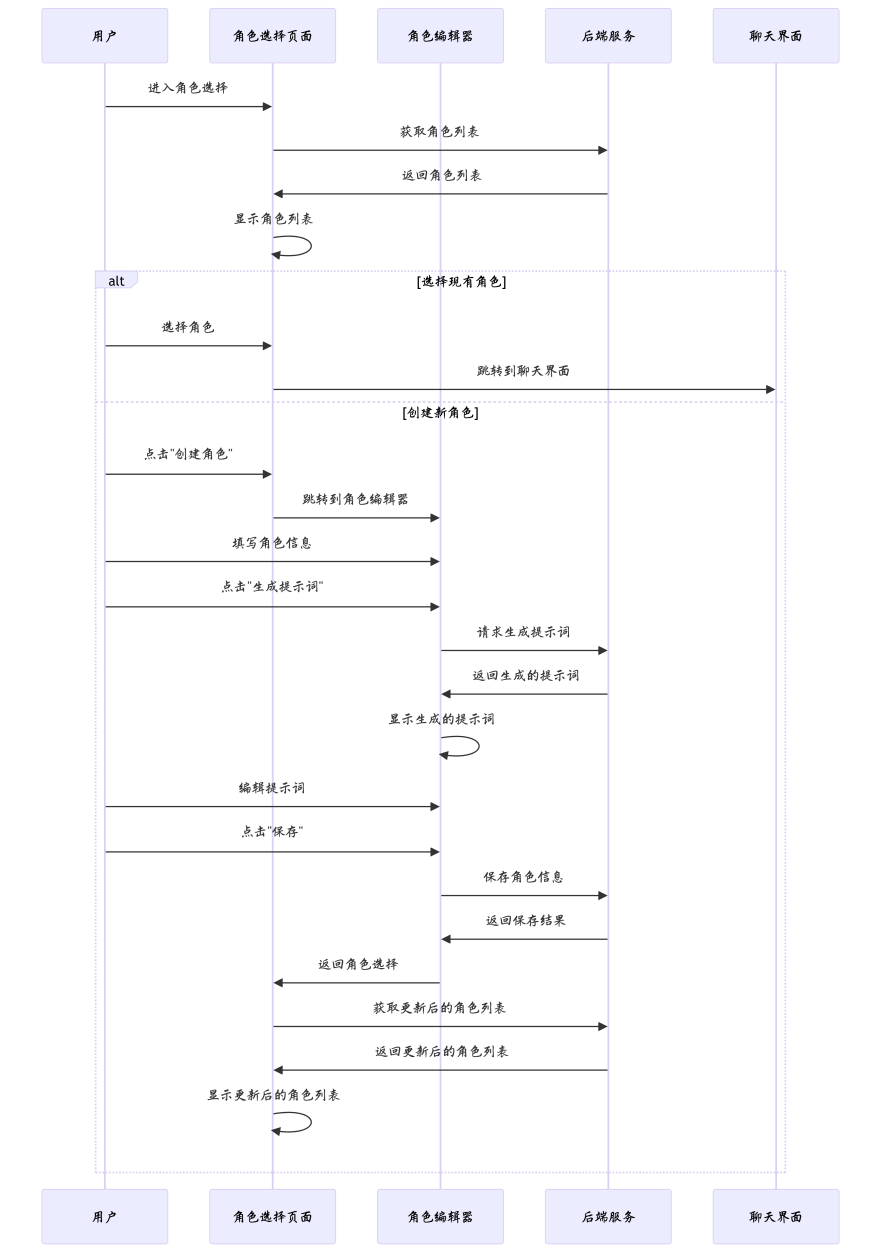 用户 角色选择页面 角色编辑器 后端服务 聊天界面
进入角色选择
获取角色列表
返回角色列表
显示角色列表
alt [选择现有角色]
选择角色
跳转到聊天界面
[创建新角色]
点击"创建角色"
跳转到角色编辑器
填写角色信息
点击"生成提示词"
请求生成提示词
返回生成的提示词
显示生成的提示词
编辑提示词
点击"保存"
保存角色信息
返回保存结果
返回角色选择
获取更新后的角色列表
返回更新后的角色列表
显示更新后的角色列表
用户 角色选择页面 角色编辑器 后端服务 聊天界面